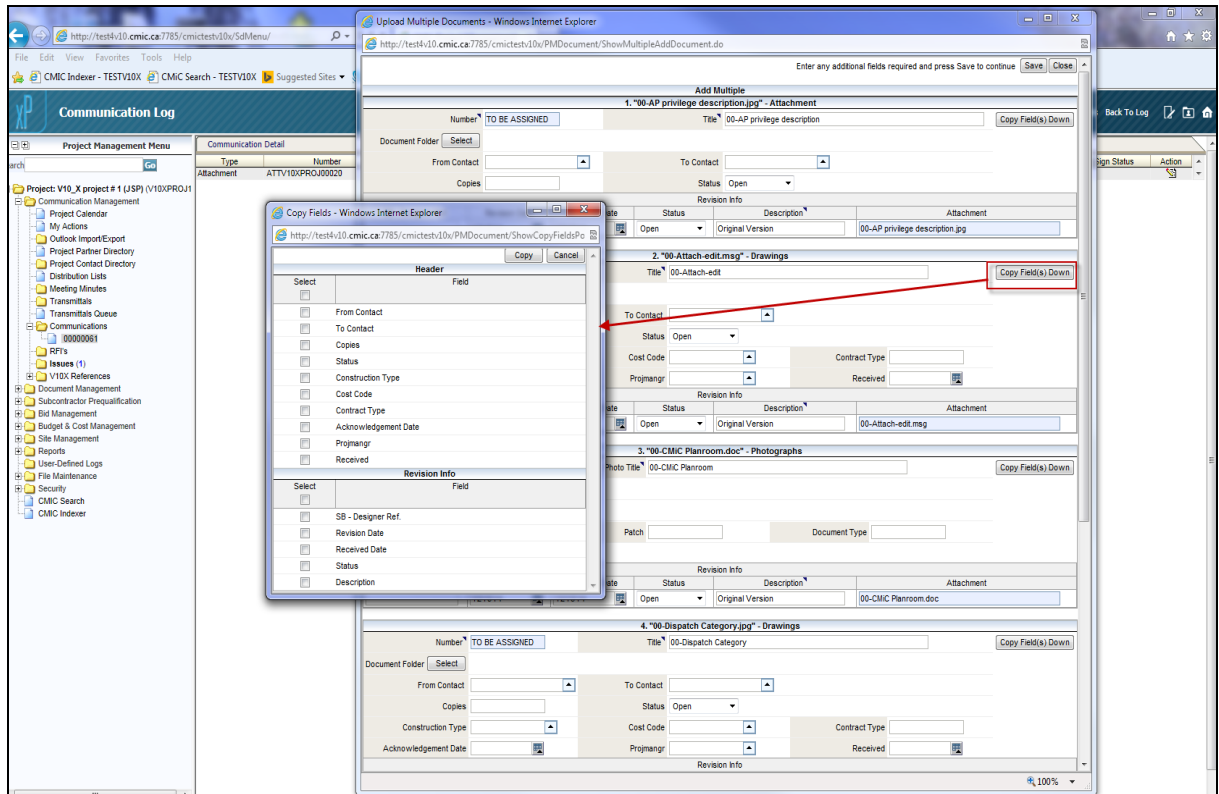 Upload Multiple Documents - Windows Internet Explorer
http://test4v10.cmic.ca:7785/cmictestv10x/SdMenu/
http://test4v10.cmic.ca:7785/cmictestv10x/PMDocument/ShowMultipleAddDocument.do
File Edit View Favorites Tools Help
CMIC Indexer - TESTV10X CMiC Search - TESTV10X Suggested Sites
Enter any additional fields required and press Save to continue Save Close
xP Communication Log
Back To Log
Project Management Menu
arch Go
Project: V10_X project # 1 (JSP) (V10XPROJ1
Communication Management
Project Calendar
My Actions
Outlook Import/Export
Project Partner Directory
Project Contact Directory
Distribution Lists
Meeting Minutes
Transmittals
Transmittals Queue
Communications
00000061
RFI's
Issues (1)
V10X References
Document Management
Subcontractor Prequalification
Bid Management
Budget & Cost Management
Site Management
Reports
User-Defined Logs
File Maintenance
Security
CMIC Search
CMIC Indexer
Communication Detail
Type Number
Attachment ATTV10XPROJ00020
Sign Status Action
Add Multiple
1. "00-AP privilege description.jpg" - Attachment
Number TO BE ASSIGNED Title 00-AP privilege description Copy Field(s) Down
Document Folder Select
From Contact To Contact
Copies Status Open
Revision Info
ate Status Description Attachment
Open Original Version 00-AP privilege description.jpg
2. "00-Attach-edit.msg" - Drawings
Title 00-Attach-edit Copy Field(s) Down
To Contact
Status Open
Cost Code Contract Type
Projmangr Received
Revision Info
ate Status Description Attachment
Open Original Version 00-Attach-edit.msg
3. "00-CMiC Planroom.doc" - Photographs
Photo Title 00-CMiC Planroom Copy Field(s) Down
Patch Document Type
Revision Info
ate Status Description Attachment
Open Original Version 00-CMiC Planroom.doc
4. "00-Dispatch Category.jpg" - Drawings
Number TO BE ASSIGNED Title 00-Dispatch Category Copy Field(s) Down
Document Folder Select
From Contact To Contact
Copies Status Open
Construction Type Cost Code Contract Type
Acknowledgement Date Projmangr Received
Revision Info
100%
Copy Fields - Windows Internet Explorer
http://test4v10.cmic.ca:7785/cmictestv10x/PMDocument/ShowCopyFieldsPo
Copy Cancel
Header
Select Field
From Contact
To Contact
Copies
Status
Construction Type
Cost Code
Contract Type
Acknowledgement Date
Projmangr
Received
Revision Info
Select Field
SB - Designer Ref.
Revision Date
Received Date
Status
Description